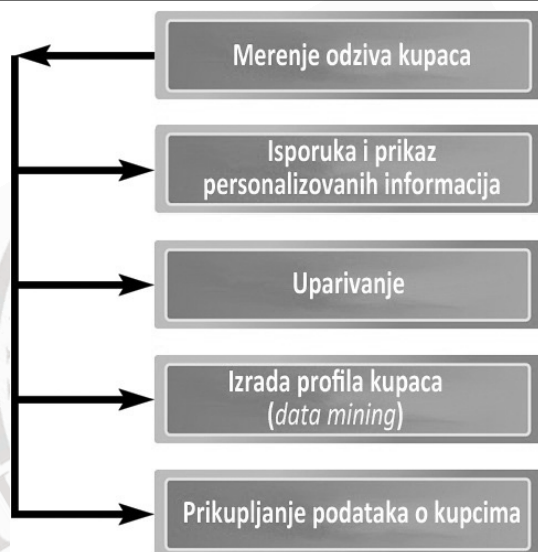 Merenje odziva kupaca
Isporuka i prikaz
personalizovanih informacija
Uparivanje
Izrada profila kupaca
(data mining)
Prikupljanje podataka o kupcima